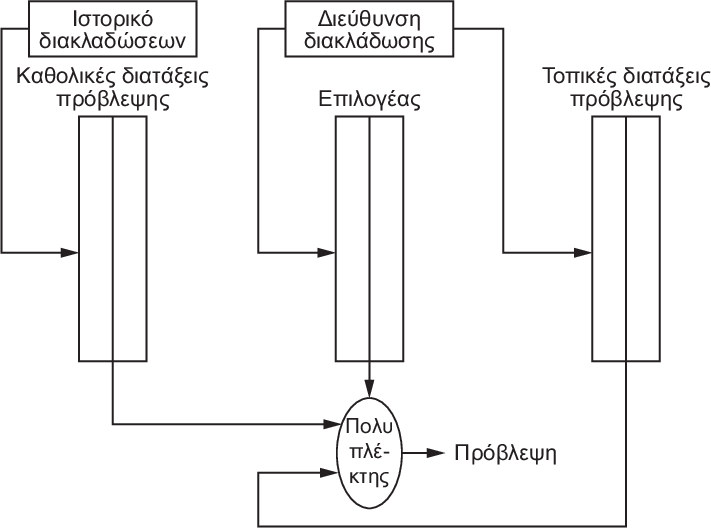 Ιστορικό
διακλαδώσεων
Διεύθυνση
διακλάδωσης
Καθολικές διατάξεις
πρόβλεψης
Επιλογέας
Τοπικές διατάξεις
πρόβλεψης
Πολυ
πλέ-
κτης
Πρόβλεψη